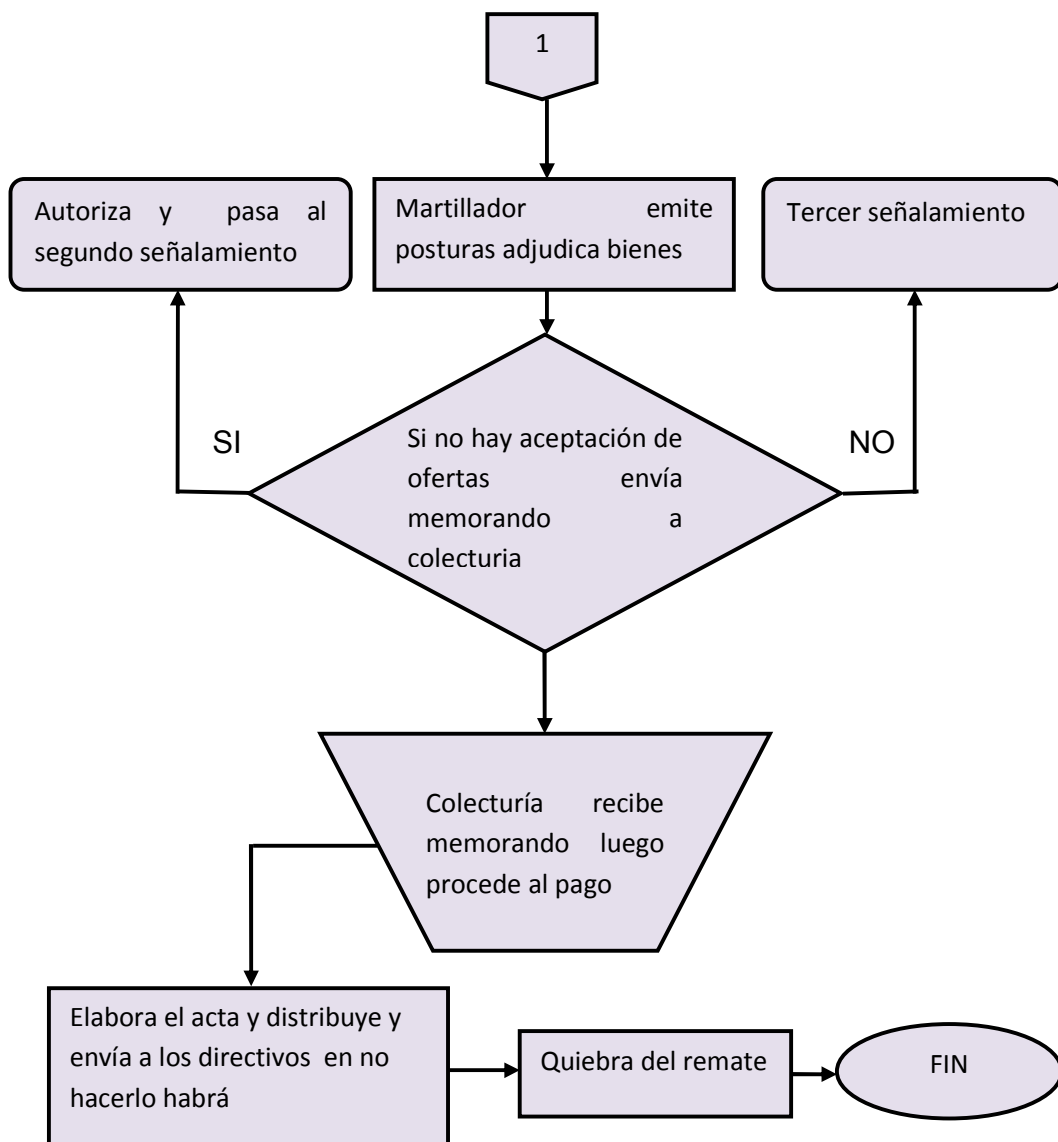 1
Autoriza y pasa al
segundo señalamiento
Martillador emite
posturas adjudica bienes
Tercer señalamiento
SI
Si no hay aceptación de
ofertas envía
memorando a
colecturia
NO
Colecturía recibe
memorando luego
procede al pago
Elabora el acta y distribuye y
envía a los directivos en no
hacerlo habrá
Quiebra del remate
FIN